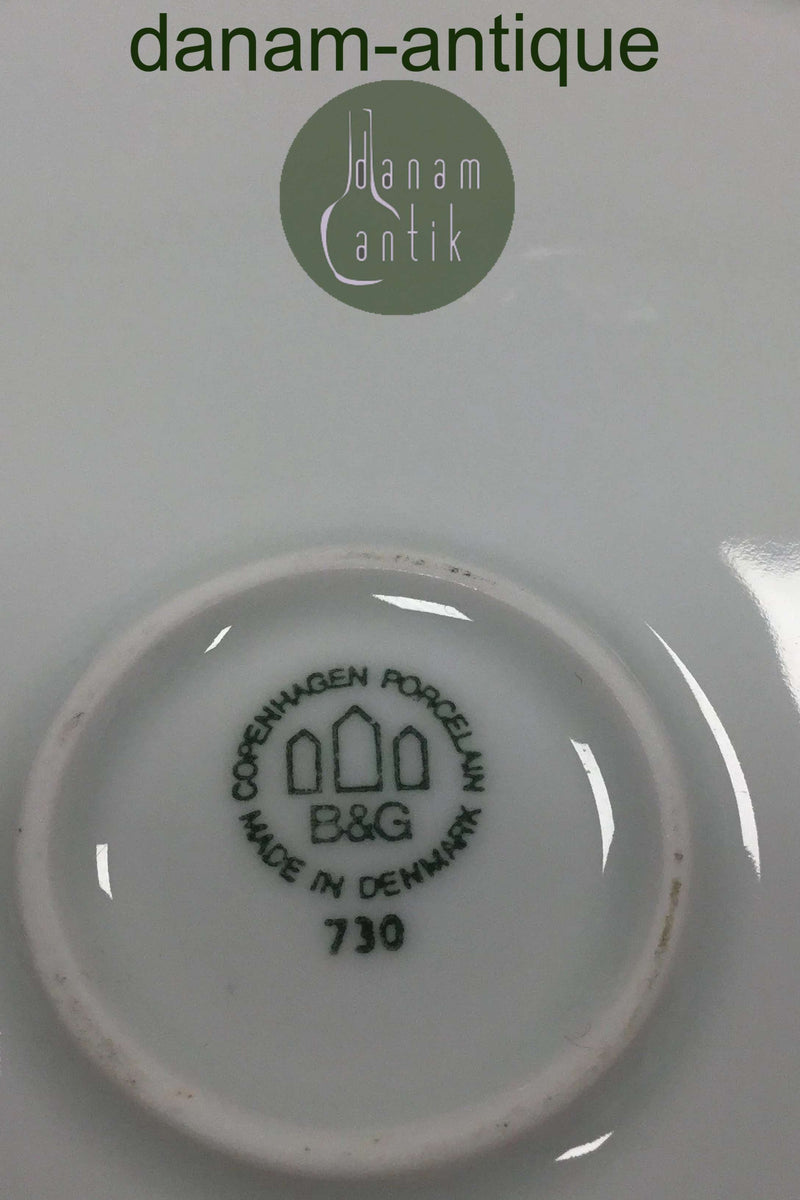 danam-antique
danam
antik
COPENHAGEN PORCELAIN
B&G
MADE IN DENMARK
730